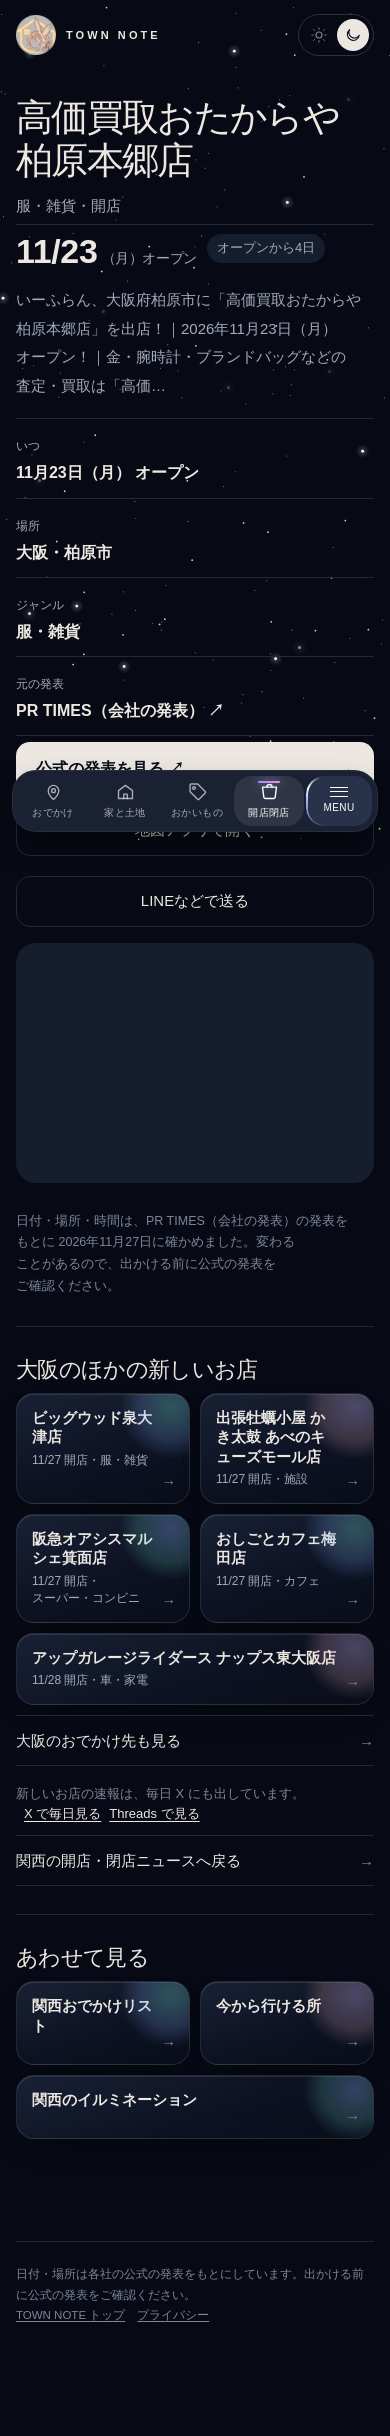 TOWN NOTE
高価買取おたからや
柏原本郷店
服・雑貨・開店
11/23（月）オープン オープンから4日
いーふらん、大阪府柏原市に「高価買取おたからや
柏原本郷店」を出店！｜2026年11月23日（月）
オープン！｜金・腕時計・ブランドバッグなどの
査定・買取は「高価…
いつ
11月23日（月） オープン
場所
大阪・柏原市
ジャンル
服・雑貨
元の発表
PR TIMES（会社の発表）↗
公式の発表を見る ↗
おでかけ
家と土地
おかいもの
開店閉店
MENU
地図アプリで開く
LINEなどで送る
日付・場所・時間は、PR TIMES（会社の発表）の発表を
もとに 2026年11月27日に確かめました。変わる
ことがあるので、出かける前に公式の発表を
ご確認ください。
大阪のほかの新しいお店
ビッグウッド泉大
津店
11/27 開店・服・雑貨
→
出張牡蠣小屋 か
き太鼓 あべのキ
ューズモール店
11/27 開店・施設
→
阪急オアシスマル
シェ箕面店
11/27 開店・
スーパー・コンビニ
→
おしごとカフェ梅
田店
11/27 開店・カフェ
→
アップガレージライダース ナップス東大阪店
11/28 開店・車・家電
→
大阪のおでかけ先も見る →
新しいお店の速報は、毎日 X にも出しています。
X で毎日見る Threads で見る
関西の開店・閉店ニュースへ戻る →
あわせて見る
関西おでかけリス
ト
→
今から行ける所
→
関西のイルミネーション
→
日付・場所は各社の公式の発表をもとにしています。出かける前
に公式の発表をご確認ください。
TOWN NOTE トップ プライバシー